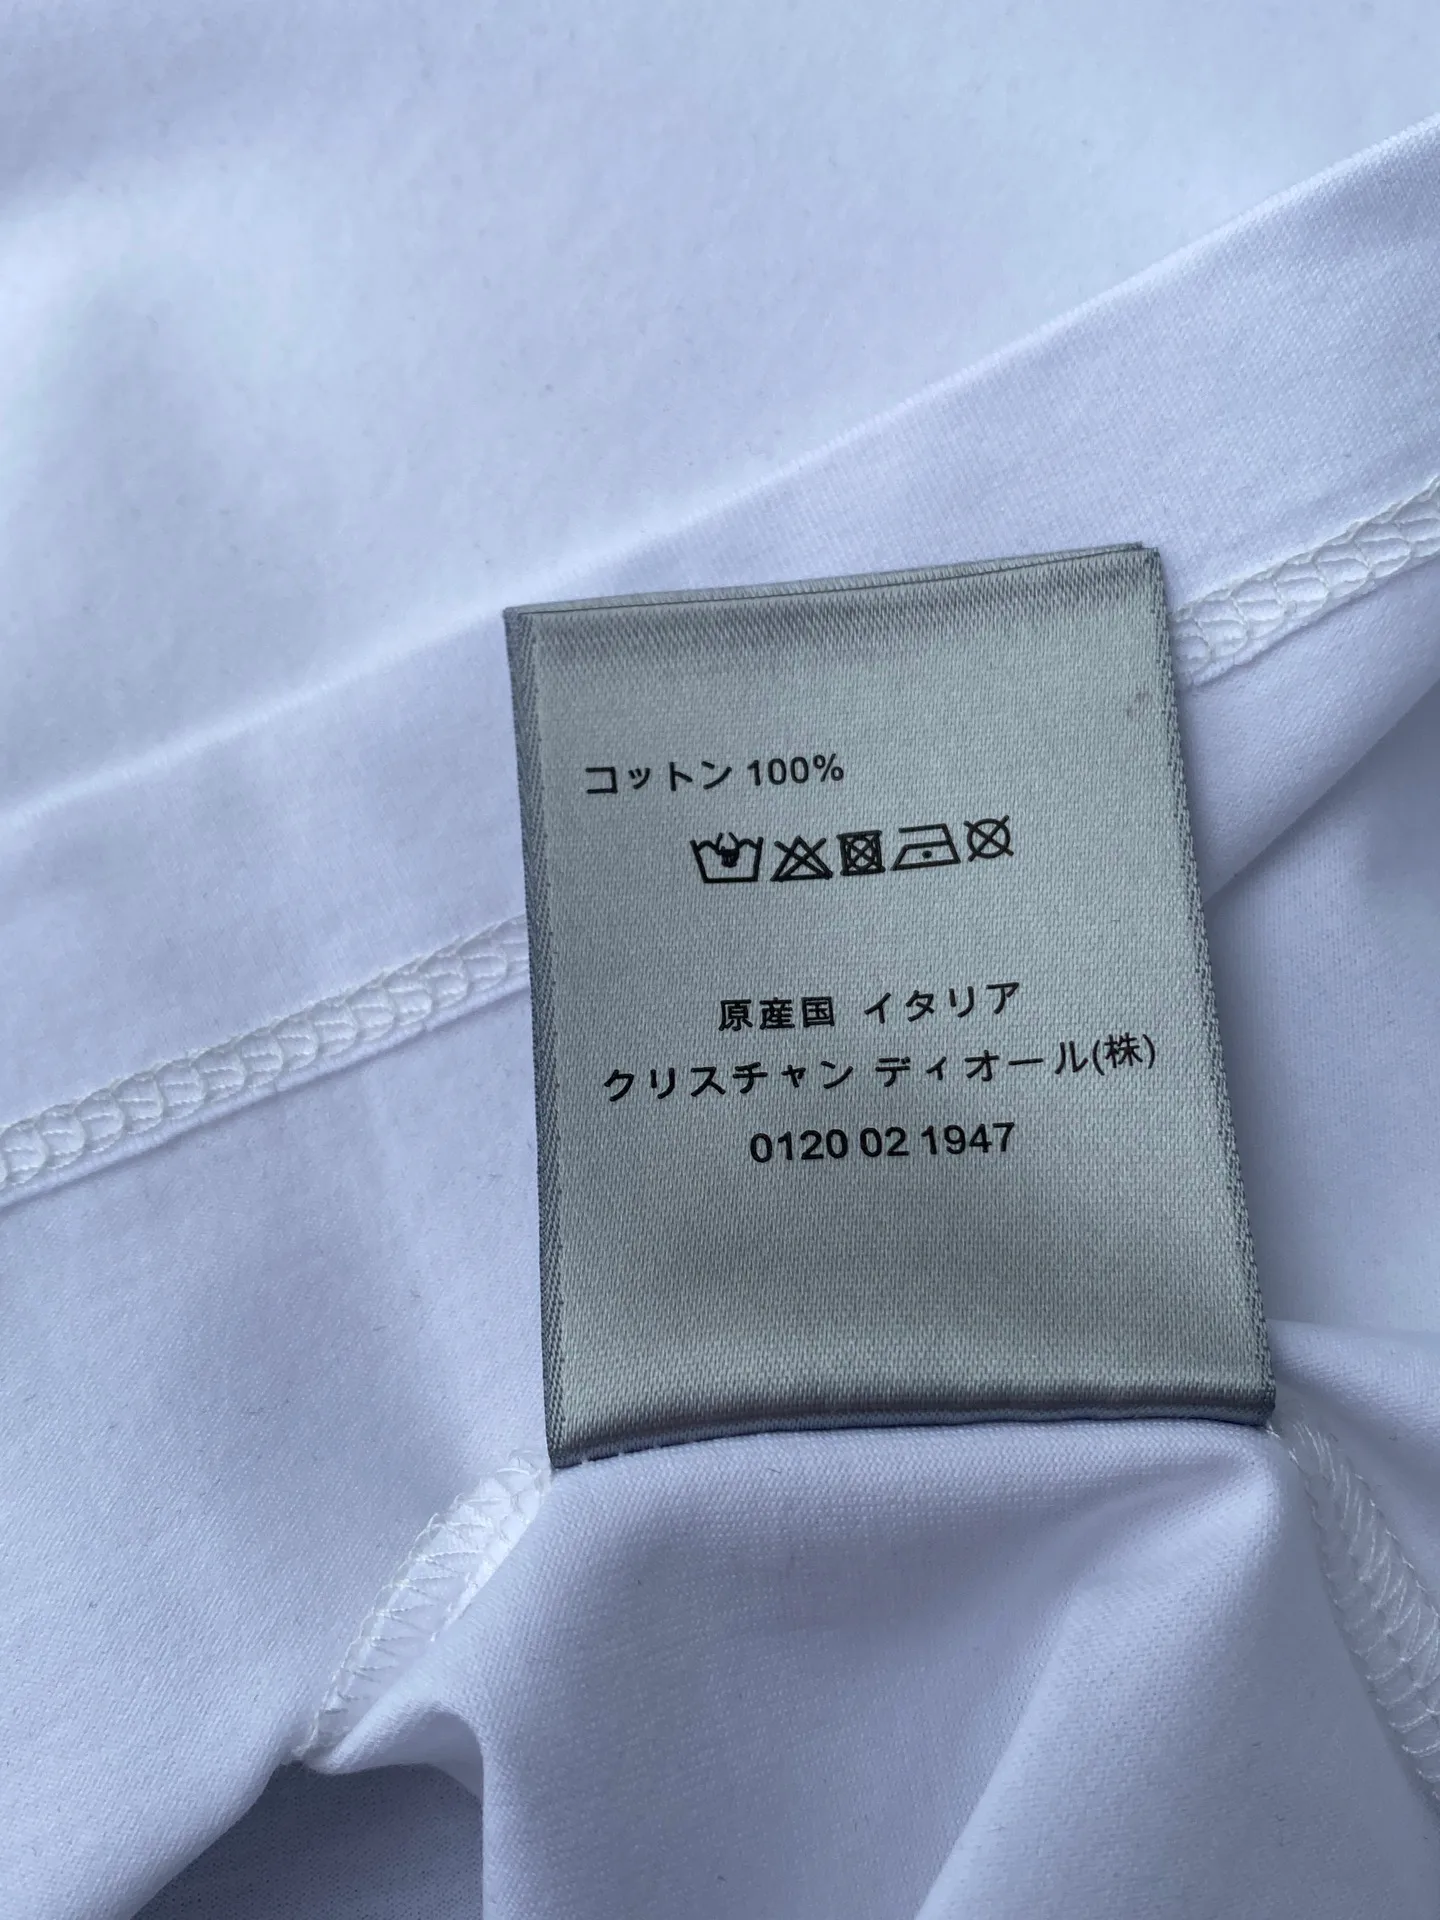 コットン 100%
原産国 イタリア
クリスチャン ディオール(株)
0120 02 1947